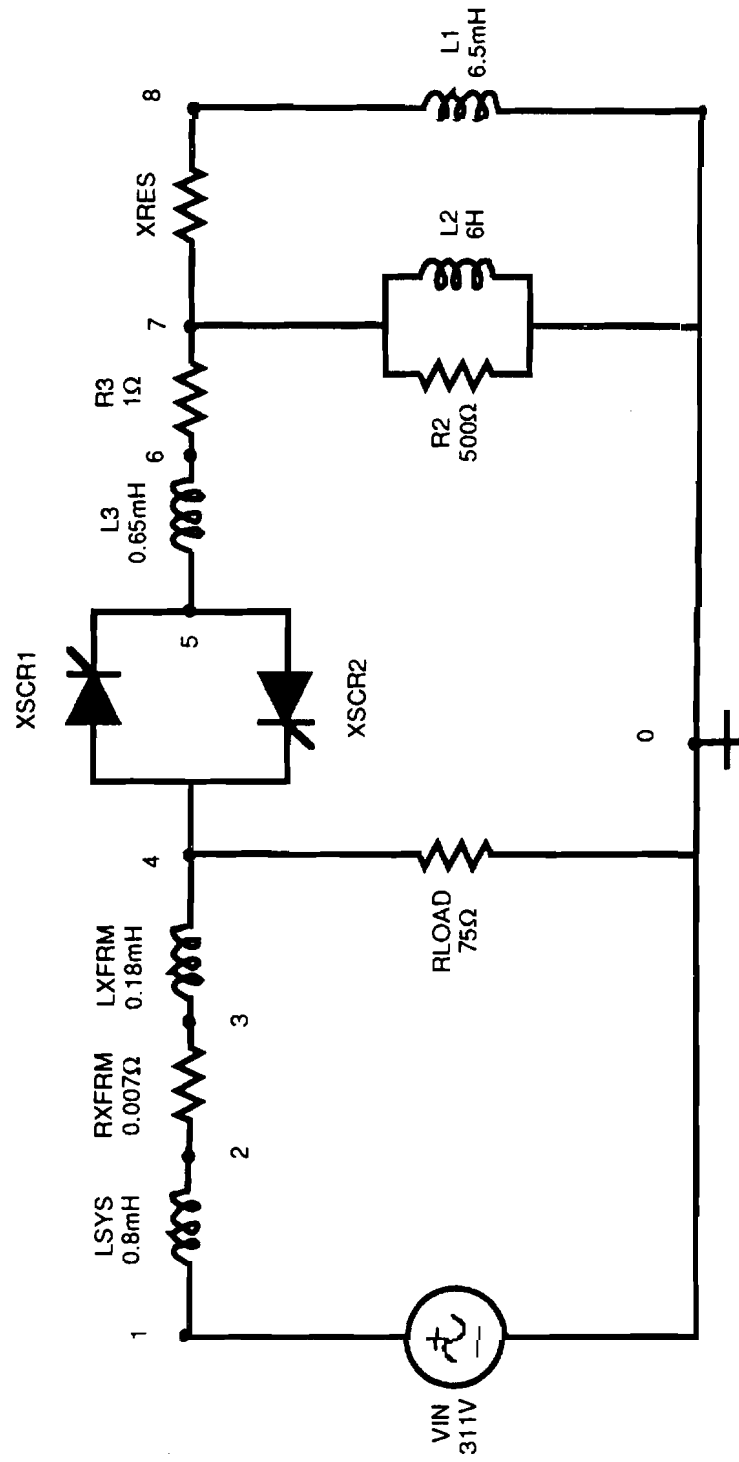 VIN
311V
1
LSYS
0.8mH
2
RXFRM
0.007Ω
3
LXFRM
0.18mH
4
RLOAD
75Ω
XSCR1
XSCR2
5
0
L3
0.65mH
6
R3
1Ω
7
R2
500Ω
L2
6H
XRES
8
L1
6.5mH